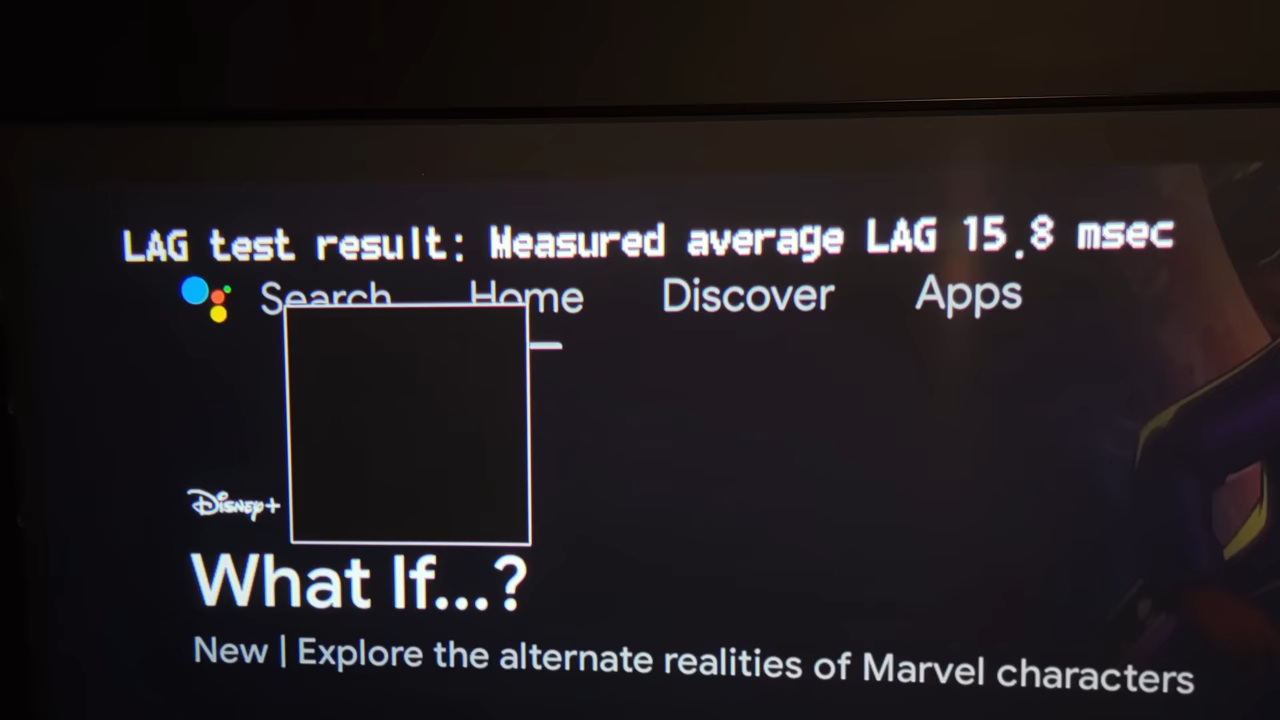 LAG test result: Measured average LAG 15.8 msec
Search Home Discover Apps
Disney+
What If...?
New | Explore the alternate realities of Marvel characters